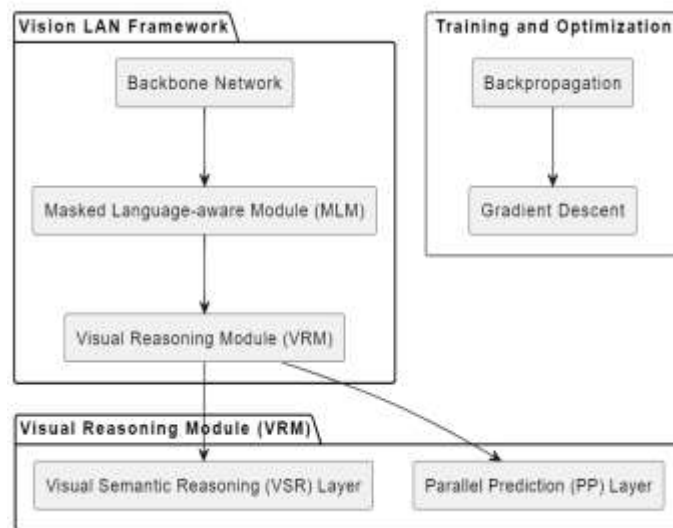 Vision LAN Framework
Backbone Network
Masked Language-aware Module (MLM)
Visual Reasoning Module (VRM)
Training and Optimization
Backpropagation
Gradient Descent
Visual Reasoning Module (VRM)
Visual Semantic Reasoning (VSR) Layer
Parallel Prediction (PP) Layer